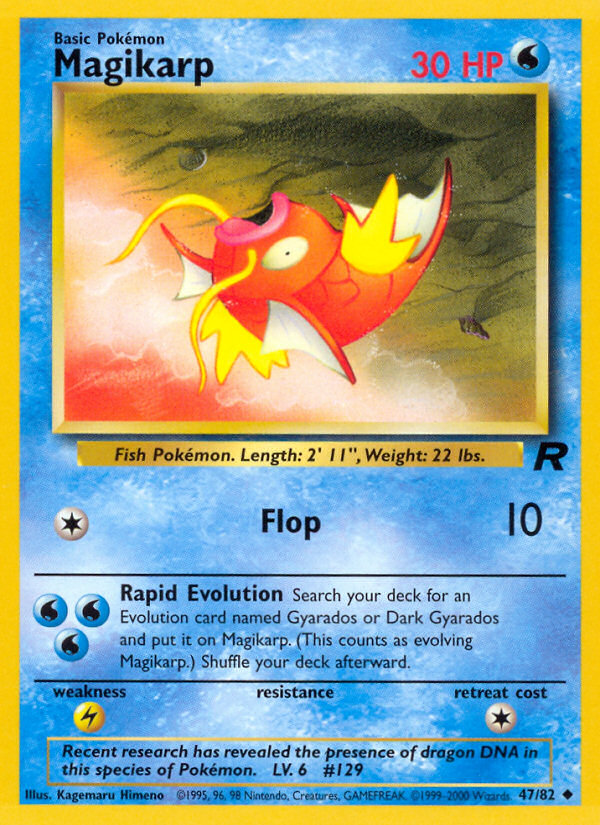 Basic Pokémon
Magikarp 30 HP
Fish Pokémon. Length: 2' 11", Weight: 22 lbs.
R
Flop 10
Rapid Evolution Search your deck for an
Evolution card named Gyarados or Dark Gyarados
and put it on Magikarp. (This counts as evolving
Magikarp.) Shuffle your deck afterward.
weakness resistance retreat cost
Recent research has revealed the presence of dragon DNA in
this species of Pokémon. LV. 6 #129
Illus. Kagemaru Himeno ©1995, 96, 98 Nintendo, Creatures, GAMEFREAK. ©1999-2000 Wizards. 47/82